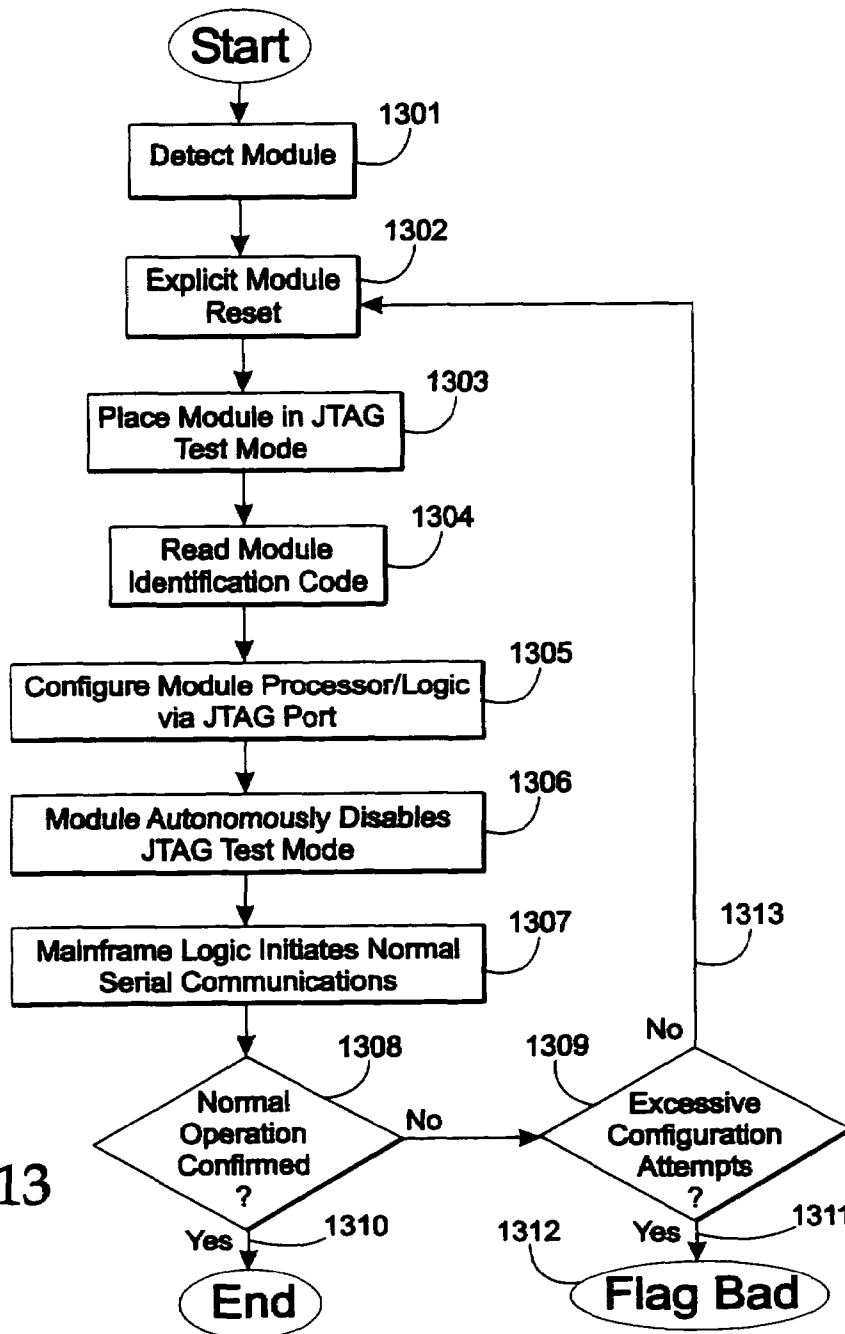 Start
1301
Detect Module
1302
Explicit Module
Reset
1303
Place Module in JTAG
Test Mode
1304
Read Module
Identification Code
1305
Configure Module Processor/Logic
via JTAG Port
1306
Module Autonomously Disables
JTAG Test Mode
1307
Mainframe Logic Initiates Normal
Serial Communications
1313
1308
Normal
Operation
Confirmed
?
No
1309
No
Excessive
Configuration
Attempts
?
13
Yes
1310
End
Yes
1311
1312
Flag Bad